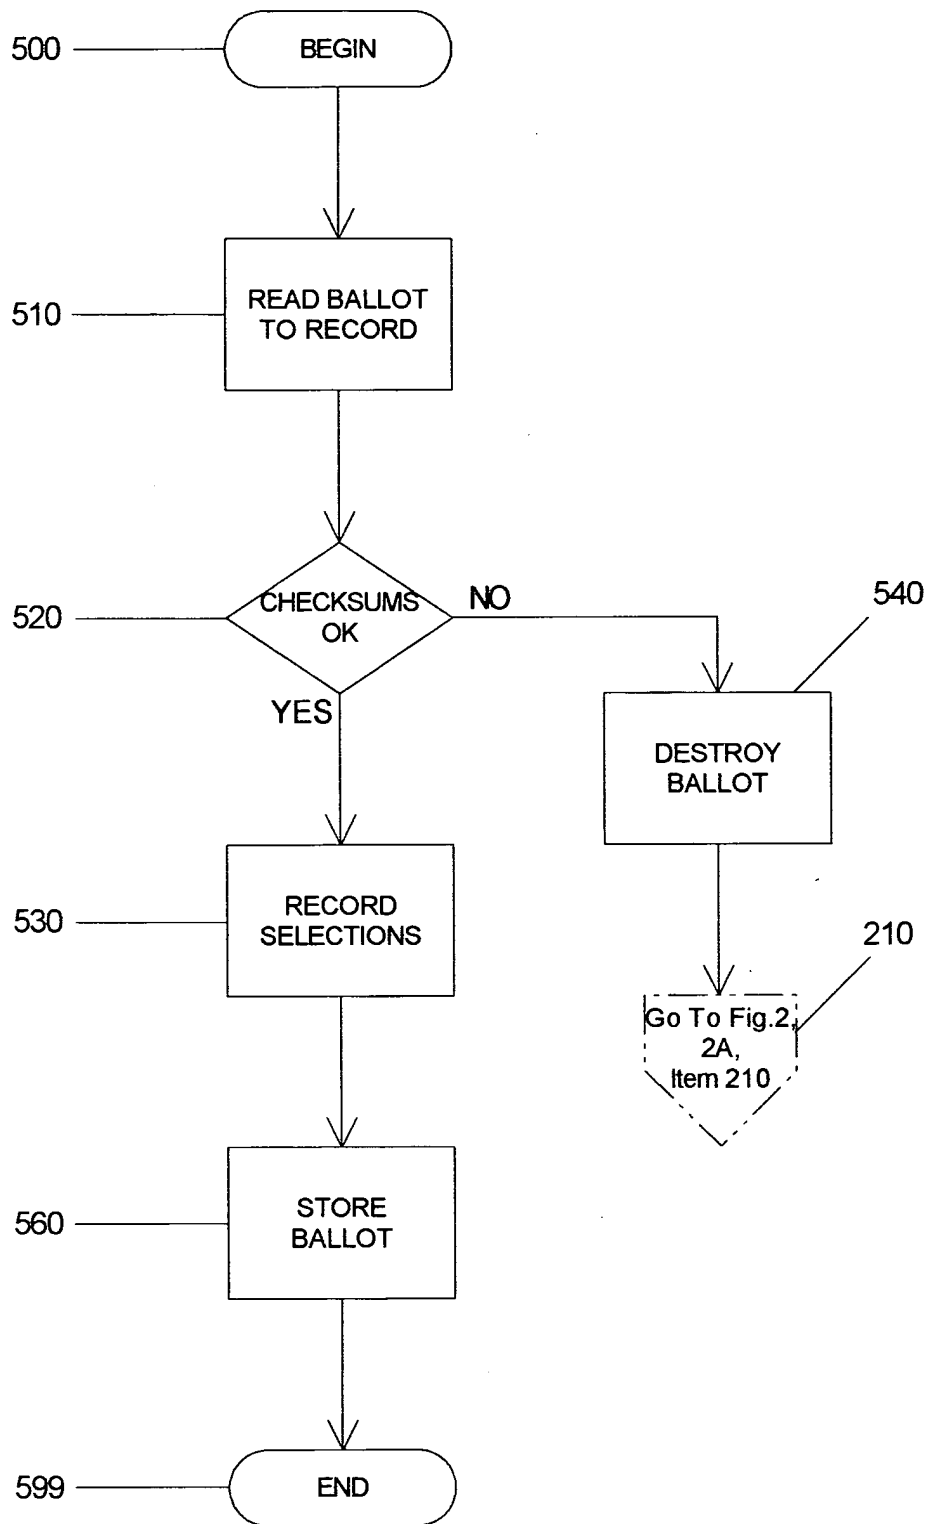 500
BEGIN
510
READ BALLOT
TO RECORD
520
CHECKSUMS
OK
NO
YES
540
DESTROY
BALLOT
530
RECORD
SELECTIONS
210
Go To Fig.2,
2A,
Item 210
560
STORE
BALLOT
599
END